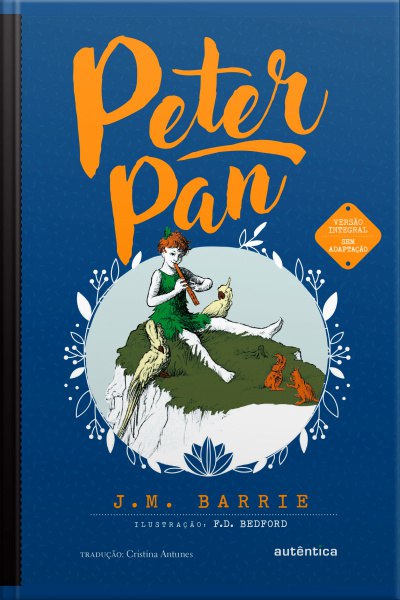 Peter
Pan
VERSÃO
INTEGRAL
SEM
ADAPTAÇÃO
J.M. BARRIE
ILUSTRAÇÃO: F.D. BEDFORD
TRADUÇÃO: Cristina Antunes
autêntica